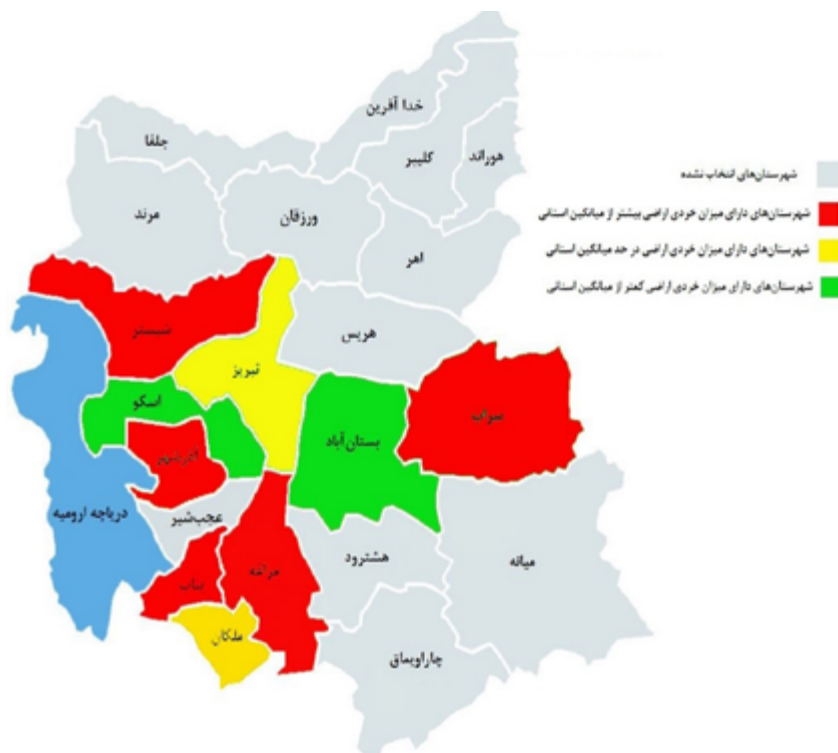 خدا آفرین
جلفا
کلیبر
هوراند
مرند
ورزقان
اهر
شبستر
هریس
تبریز
اسکو
سراب
بستان‌آباد
آذرشهر
دریاچه ارومیه
عجب‌شیر
هشترود
میانه
مراغه
بناب
ملکان
چاراویماق
شهرستان‌های انتخاب نشده
شهرستان‌های دارای میزان خردی اراضی بیشتر از میانگین استانی
شهرستان‌های دارای میزان خردی اراضی در حد میانگین استانی
شهرستان‌های دارای میزان خردی اراضی کمتر از میانگین استانی